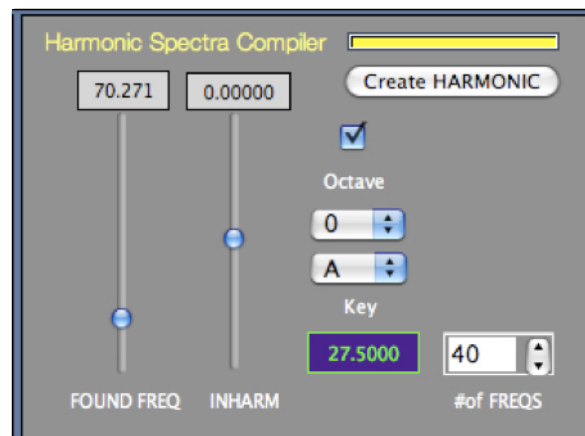 Harmonic Spectra Compiler
70.271 0.00000 Create HARMONIC
Octave
0
A
Key
27.5000 40
FOUND FREQ INHARM #of FREQS